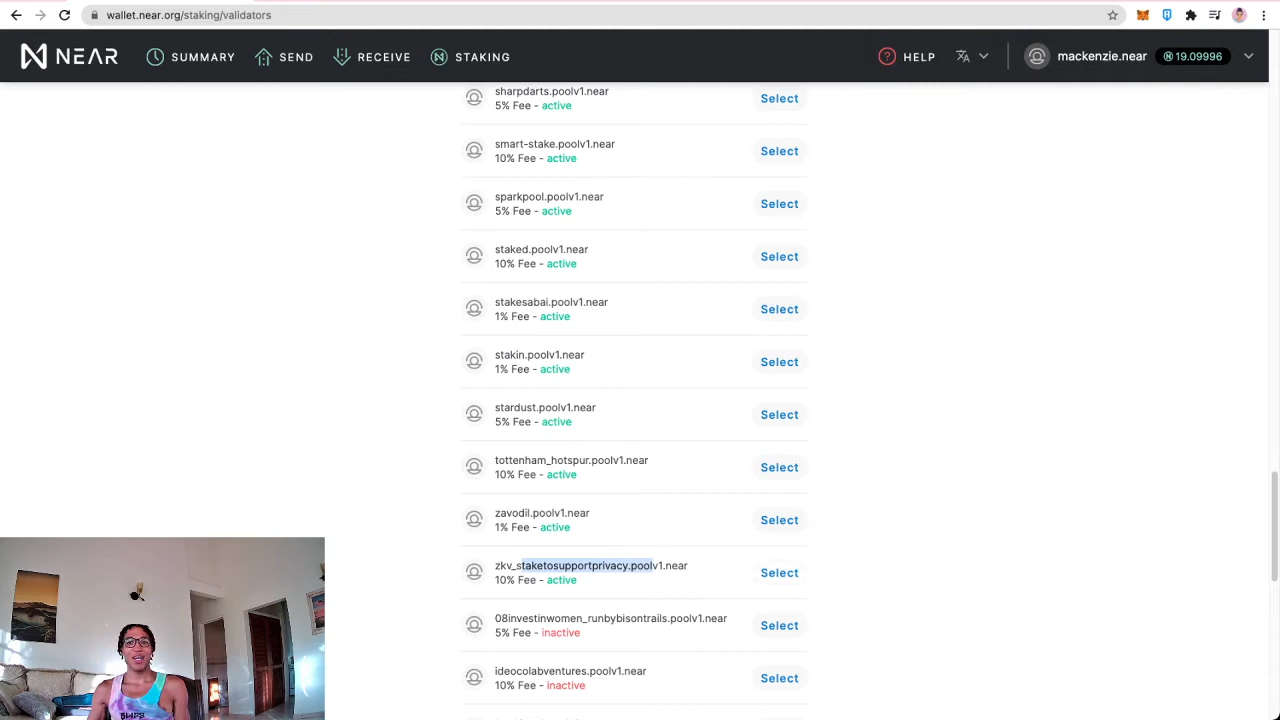 wallet.near.org/staking/validators
NEAR
SUMMARY
SEND
RECEIVE
STAKING
HELP
mackenzie.near
19.09996
sharpdarts.poolv1.near
5% Fee - active
Select
smart-stake.poolv1.near
10% Fee - active
Select
sparkpool.poolv1.near
5% Fee - active
Select
staked.poolv1.near
10% Fee - active
Select
stakesabai.poolv1.near
1% Fee - active
Select
stakin.poolv1.near
1% Fee - active
Select
stardust.poolv1.near
5% Fee - active
Select
tottenham_hotspur.poolv1.near
10% Fee - active
Select
zavodil.poolv1.near
1% Fee - active
Select
zkv_staketosupportprivacy.poolv1.near
10% Fee - active
Select
08investinwomen_runbybisontrails.poolv1.near
5% Fee - inactive
Select
ideocolabventures.poolv1.near
10% Fee - inactive
Select